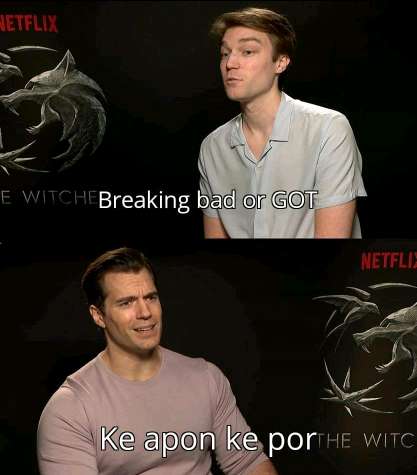 NETFLIX
E WITCHE
Breaking bad or GOT
NETFLIX
Ke apon ke por
THE WITC